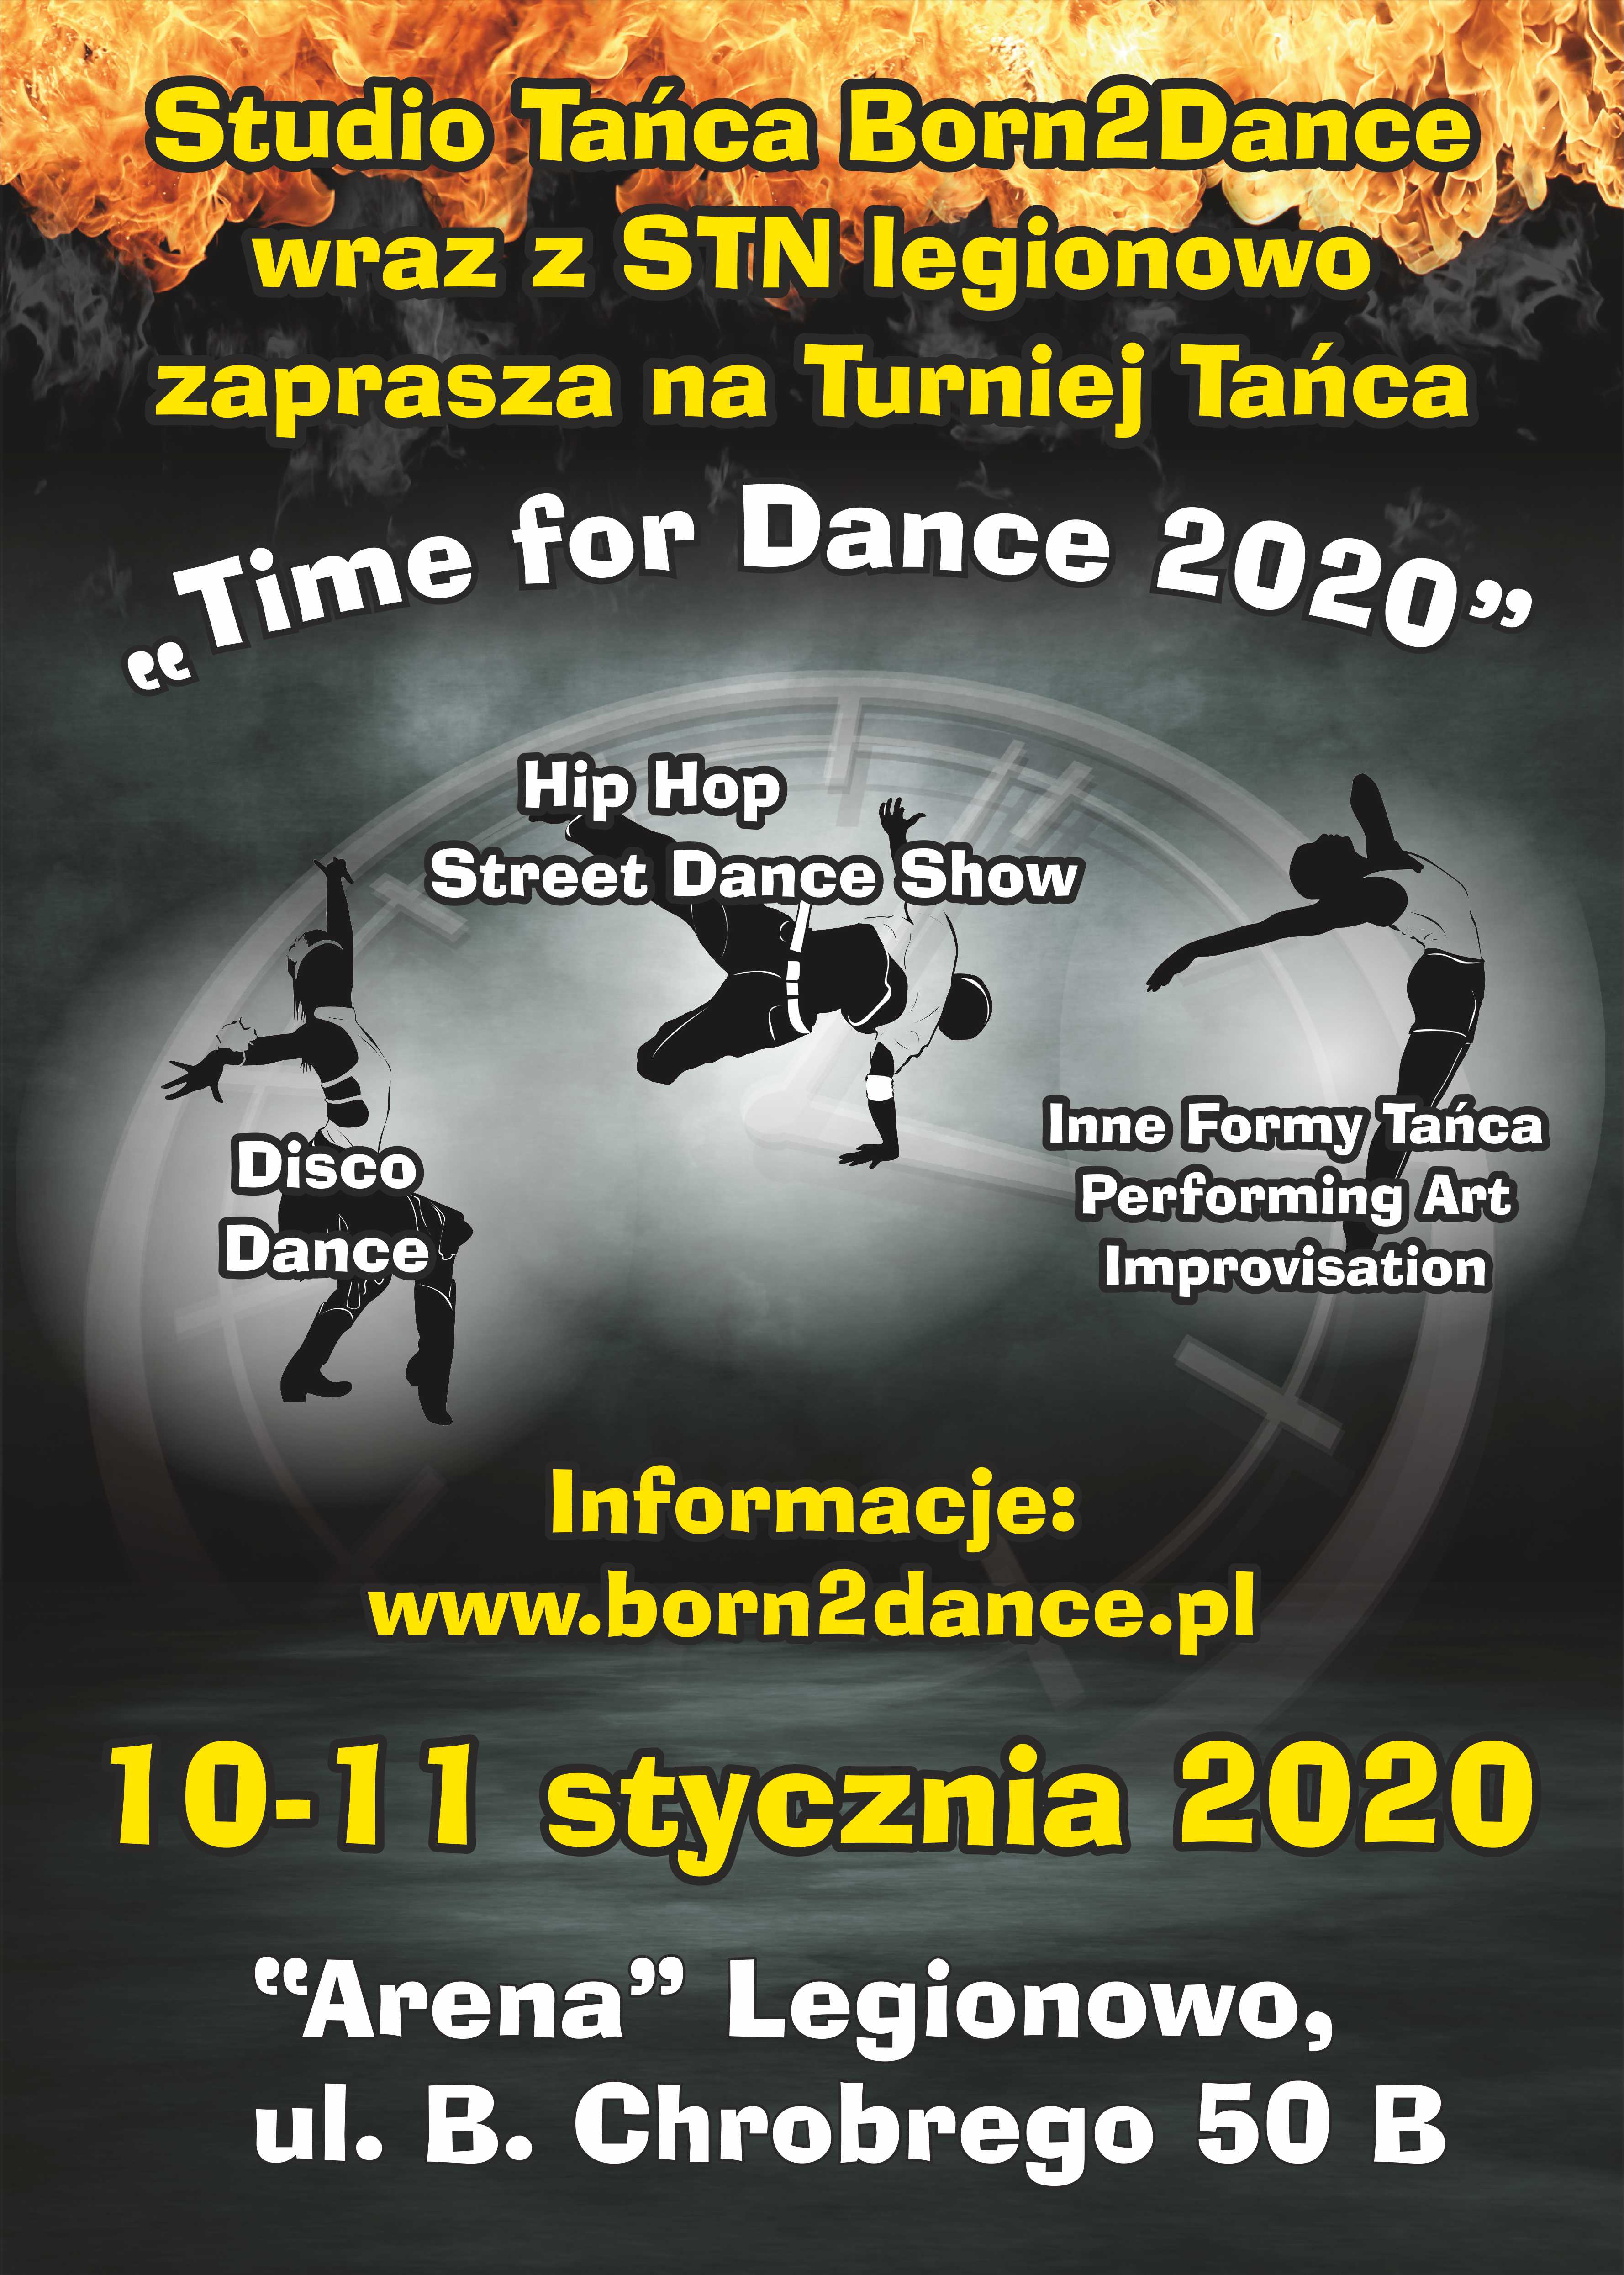 Studio Tańca Born2Dance
wraz z STN legionowo
zaprasza na Turniej Tańca
“Time for Dance 2020”
Hip Hop
Street Dance Show
Disco
Dance
Inne Formy Tańca
Performing Art
Improvisation
Informacje:
www.born2dance.pl
10-11 stycznia 2020
“Arena” Legionowo,
ul. B. Chrobrego 50 B